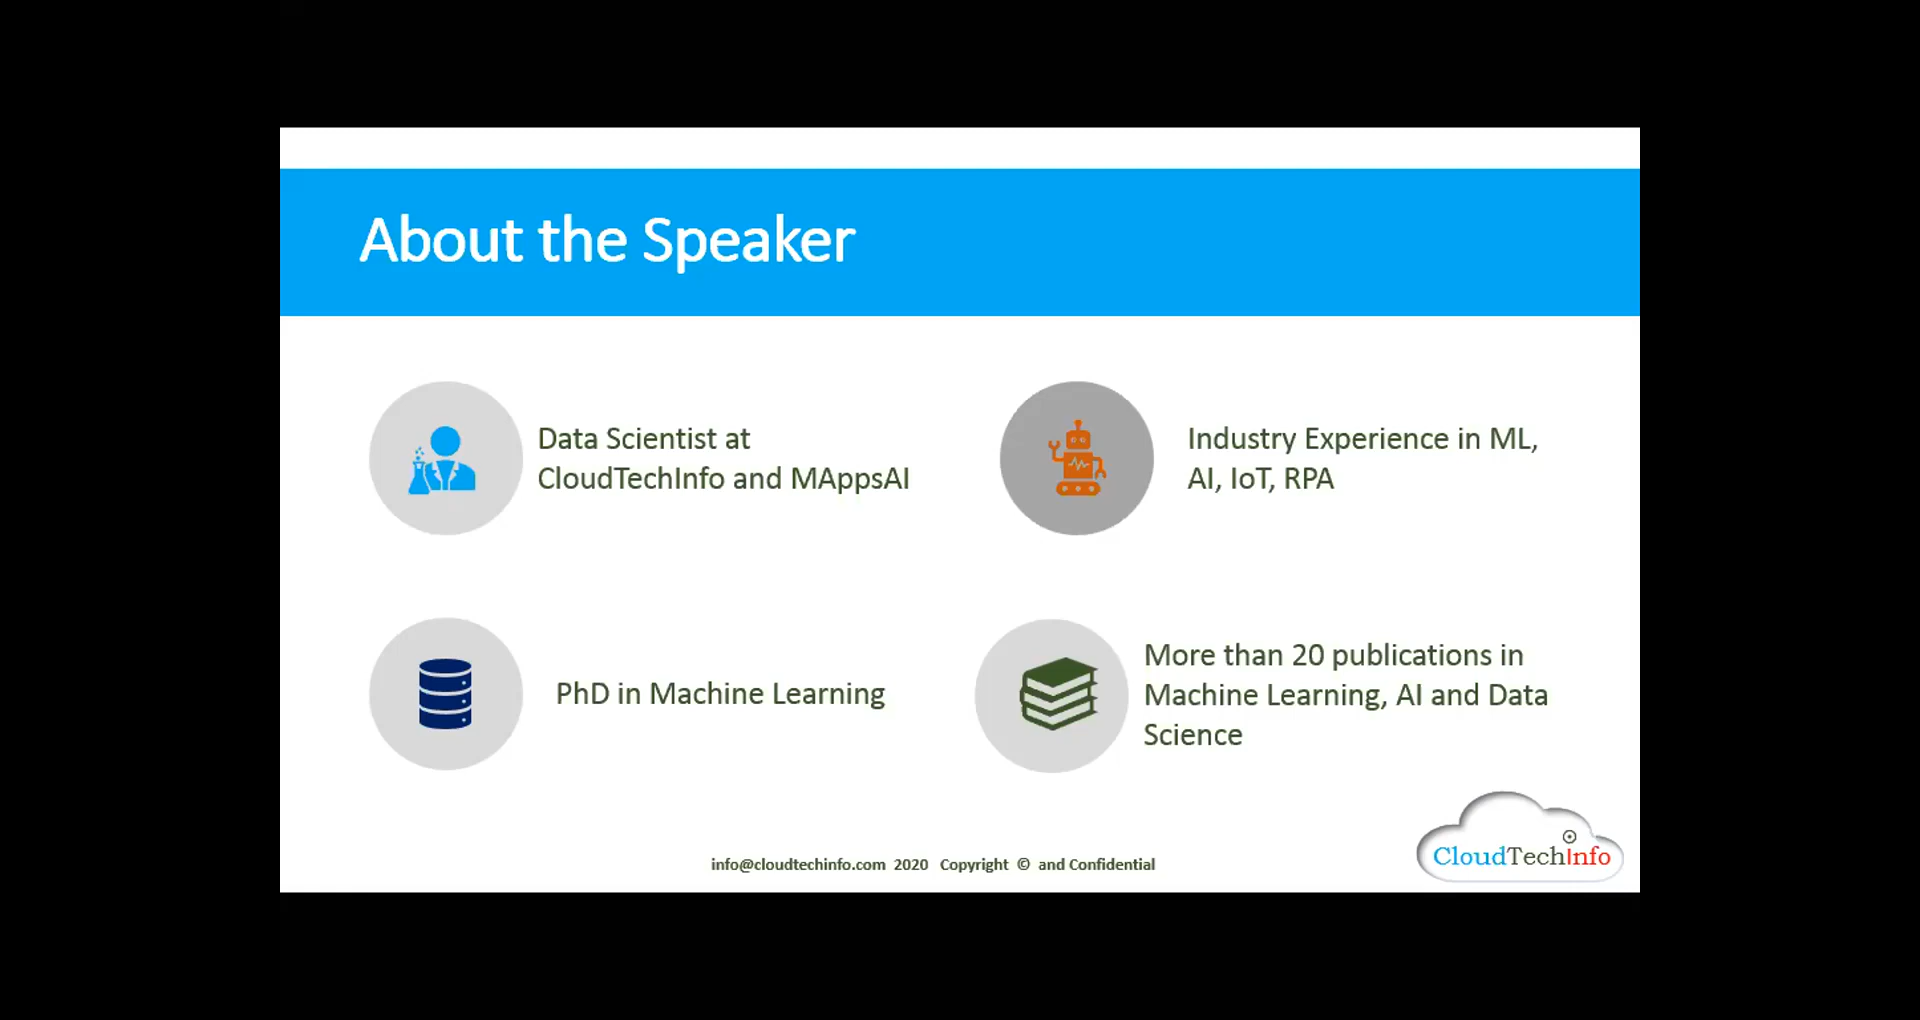 About the Speaker
Data Scientist at
CloudTechInfo and MAppsAI
Industry Experience in ML,
AI, IoT, RPA
PhD in Machine Learning
More than 20 publications in
Machine Learning, AI and Data
Science
info@cloudtechinfo.com 2020 Copyright © and Confidential
CloudTechInfo